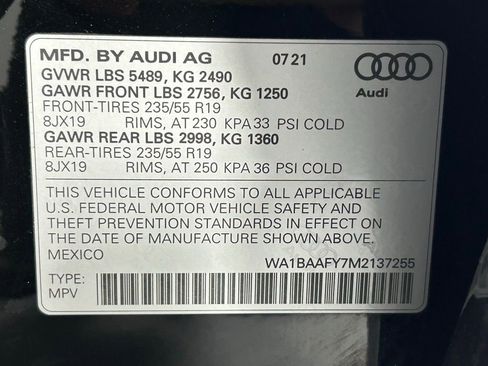 MFD. BY AUDI AG 07 21
GVWR LBS 5489, KG 2490
GAWR FRONT LBS 2756, KG 1250
FRONT-TIRES 235/55 R19
8JX19 RIMS, AT 230 KPA 33 PSI COLD
GAWR REAR LBS 2998, KG 1360
REAR-TIRES 235/55 R19
8JX19 RIMS, AT 250 KPA 36 PSI COLD
Audi
THIS VEHICLE CONFORMS TO ALL APPLICABLE
U.S. FEDERAL MOTOR VEHICLE SAFETY AND
THEFT PREVENTION STANDARDS IN EFFECT ON
THE DATE OF MANUFACTURE SHOWN ABOVE.
MEXICO WA1BAAFY7M2137255
TYPE:
MPV